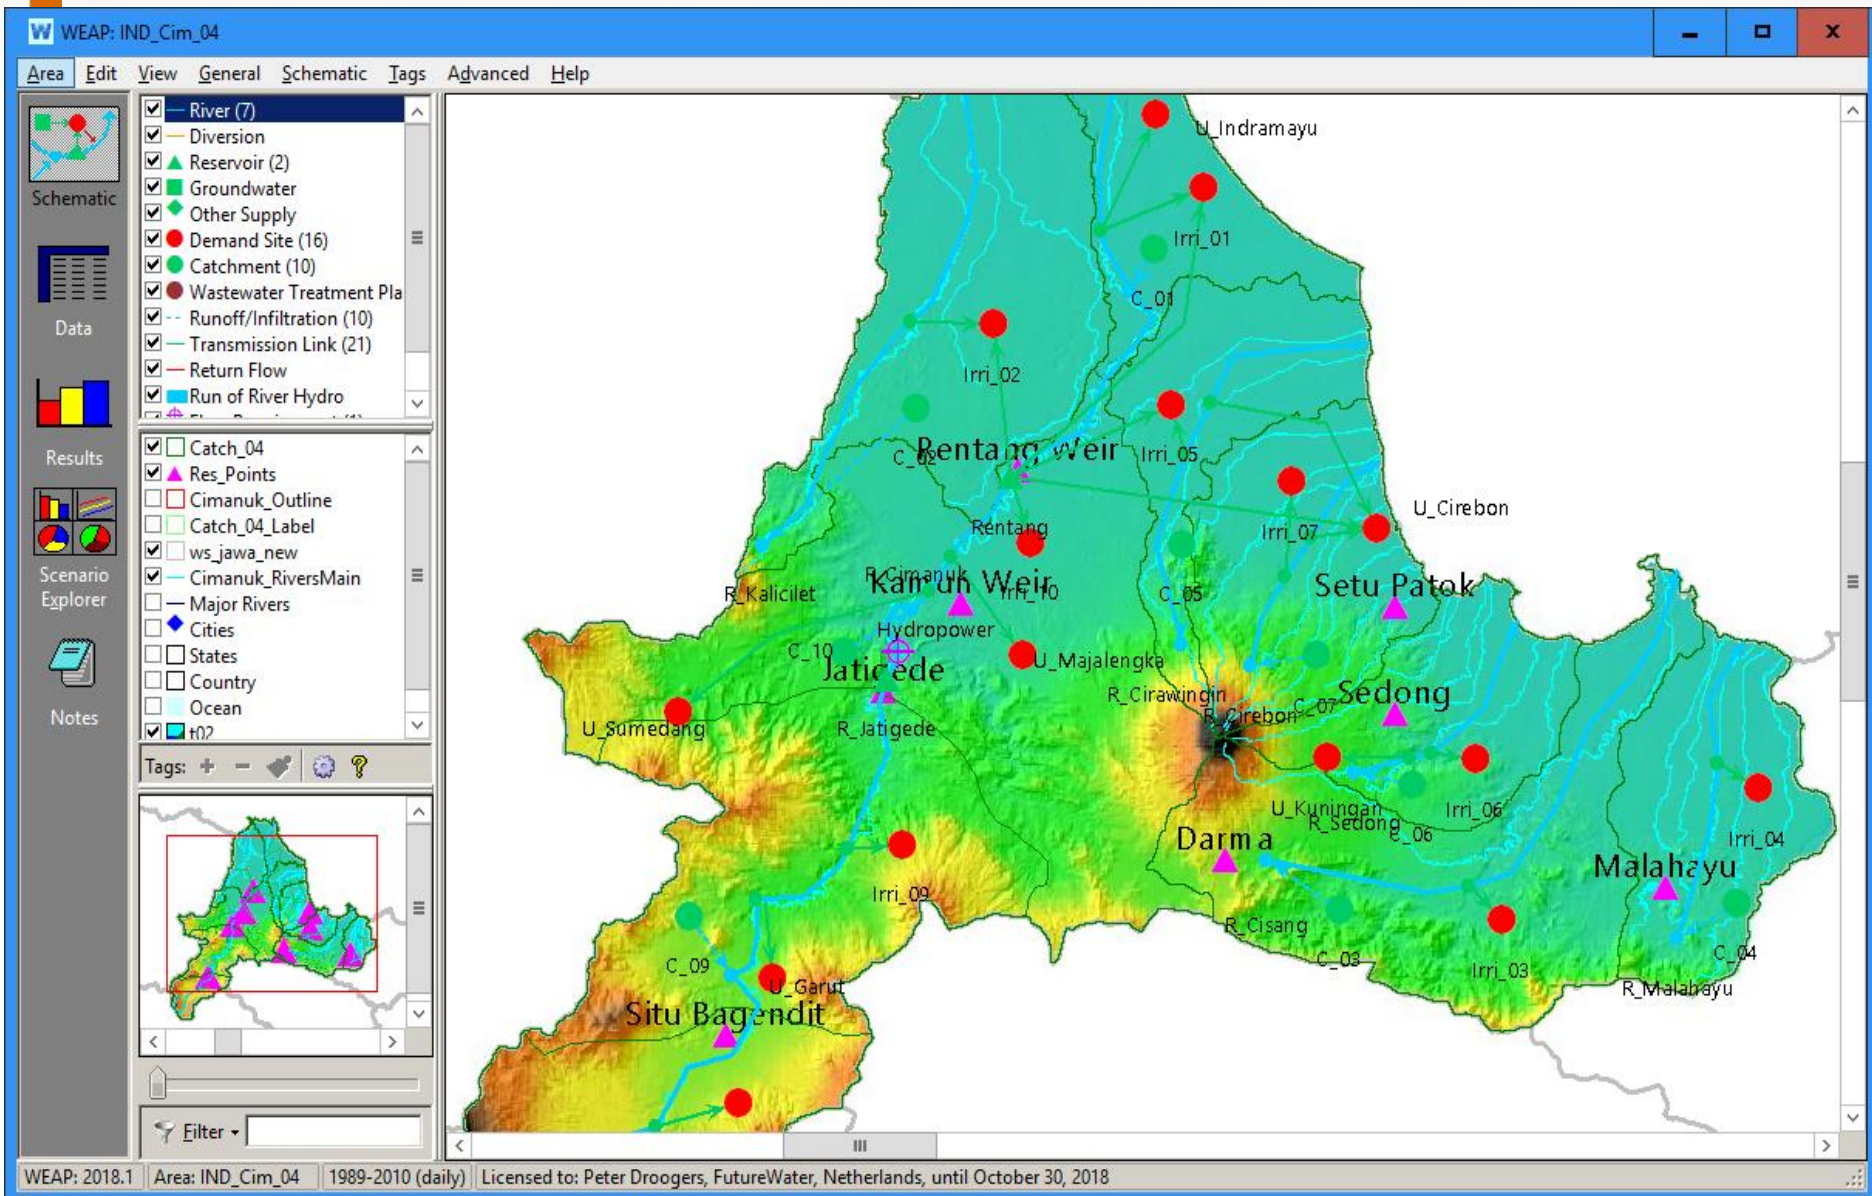 WEAP: IND_Cim_04
Area Edit View General Schematic Tags Advanced Help
Schematic
Data
Results
Scenario
Explorer
Notes
River (7)
Diversion
Reservoir (2)
Groundwater
Other Supply
Demand Site (16)
Catchment (10)
Wastewater Treatment Pla
Runoff/Infiltration (10)
Transmission Link (21)
Return Flow
Run of River Hydro
Catch_04
Res_Points
Cimanuk_Outline
Catch_04_Label
ws_jawa_new
Cimanuk_RiversMain
Major Rivers
Cities
States
Country
Ocean
t02
Tags:
Filter
U_Indramayu
Irri_01
C_01
Irri_02
C_02
Rentang Weir
Irri_05
U_Cirebon
Rentang
Irri_07
R_Cimanuk
Kamun Weir
Irri_10
R_Kalicilet
C_05
Setu Patok
Hydropower
C_10
U_Majalengka
Jatigede
R_Cirawingin
Sedong
C_07
R_Cirebon
U_Sumedang
R_Jatigede
U_Kuningan
Irri_06
R_Sedong
C_06
Darma
Irri_04
Malahayu
Irri_09
R_Cisang
C_03
Irri_03
C_04
C_09
U_Garut
R_Malahayu
Situ Bagendit
WEAP: 2018.1 Area: IND_Cim_04 1989-2010 (daily) Licensed to: Peter Droogers, FutureWater, Netherlands, until October 30, 2018